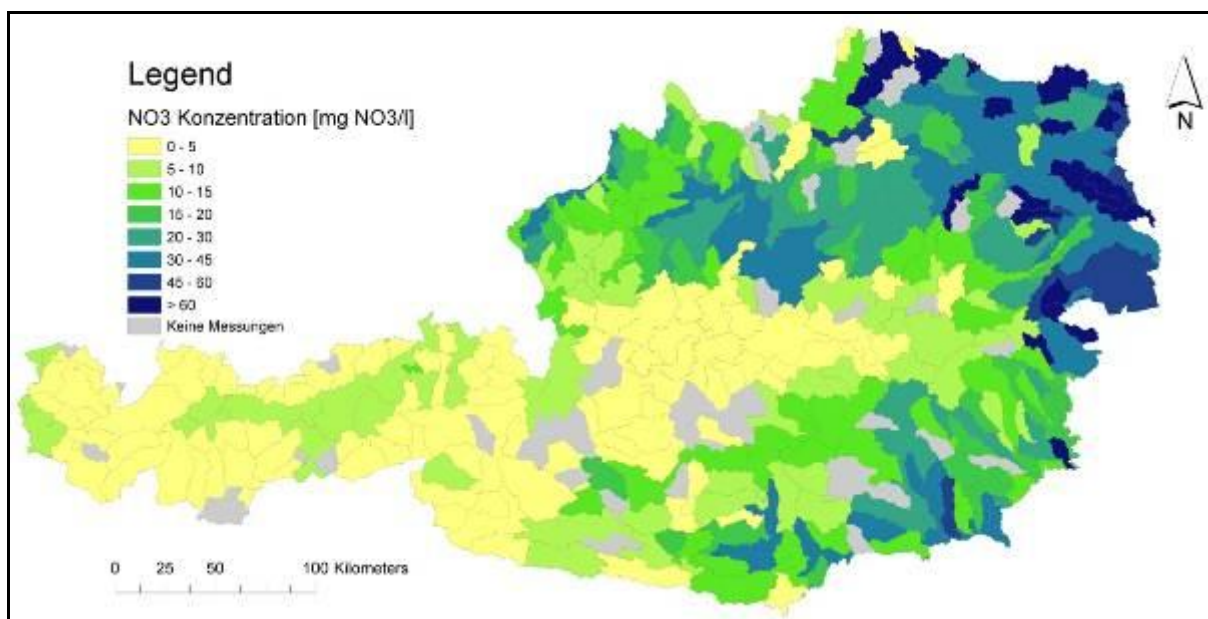 Legend
NO3 Konzentration [mg NO3/l]
0 - 5
5 - 10
10 - 15
15 - 20
20 - 30
30 - 45
45 - 60
> 60
Keine Messungen
N
0 25 50 100 Kilometers